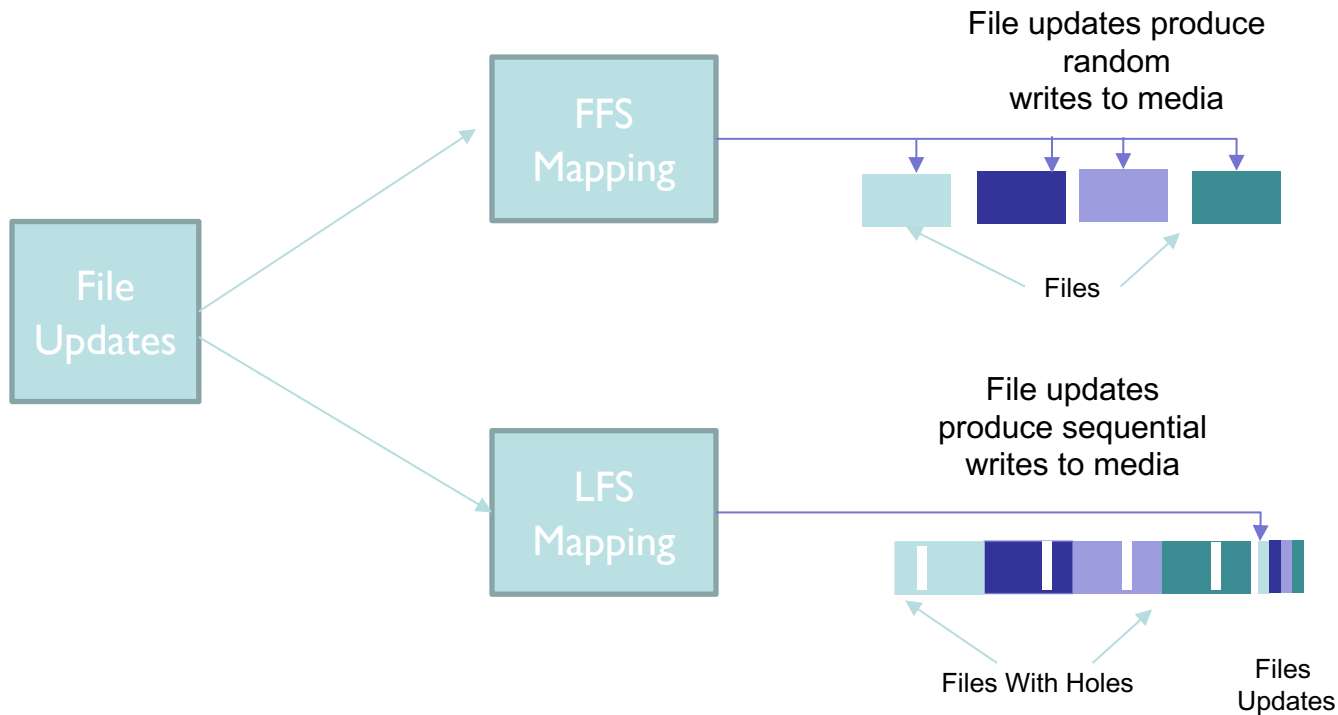 File updates produce
random
writes to media
FFS
Mapping
Files
File
Updates
File updates
produce sequential
writes to media
LFS
Mapping
Files With Holes
Files
Updates